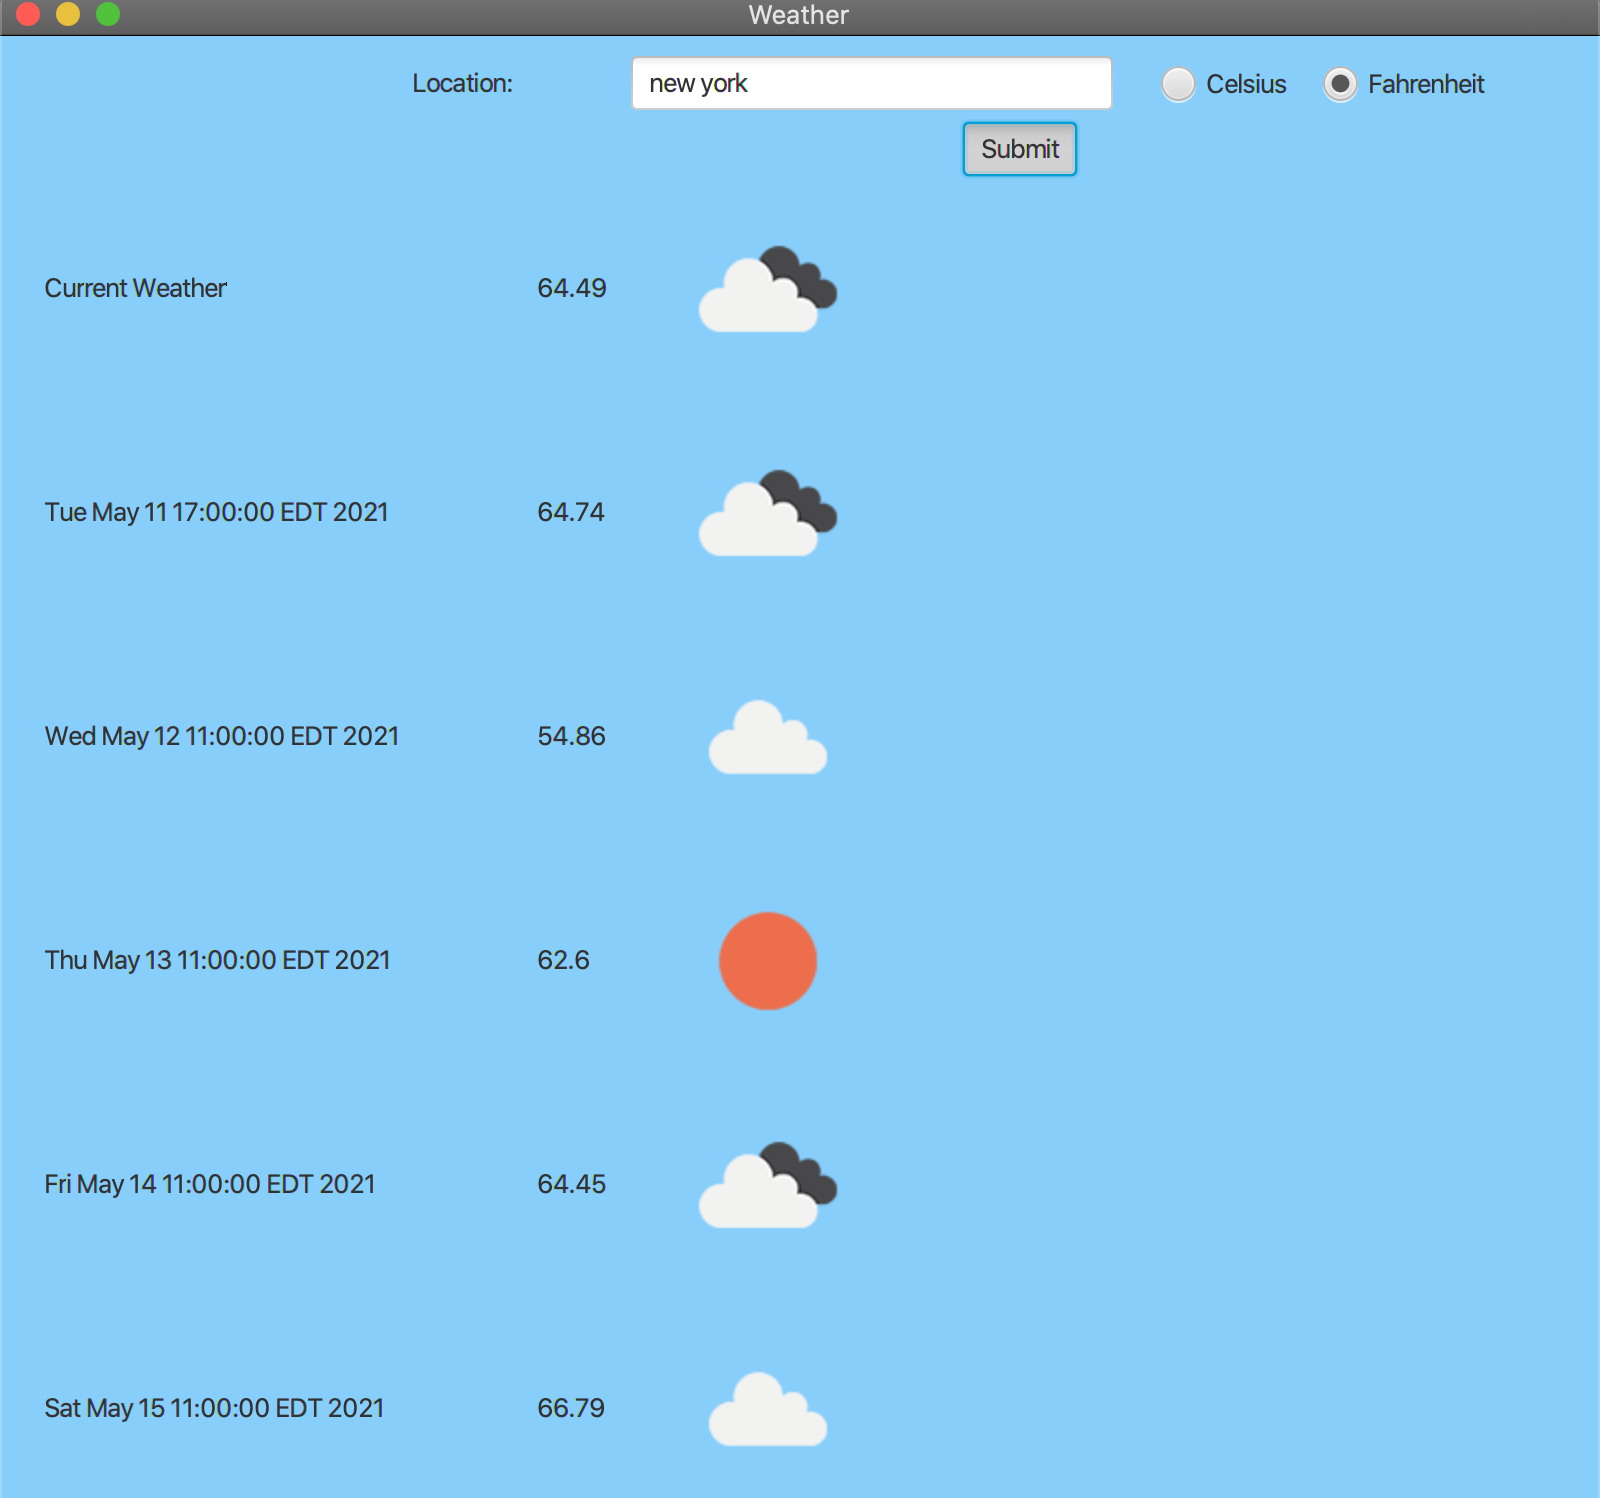 Weather
Location: new york Celsius Fahrenheit
Submit
Current Weather 64.49
Tue May 11 17:00:00 EDT 2021 64.74
Wed May 12 11:00:00 EDT 2021 54.86
Thu May 13 11:00:00 EDT 2021 62.6
Fri May 14 11:00:00 EDT 2021 64.45
Sat May 15 11:00:00 EDT 2021 66.79